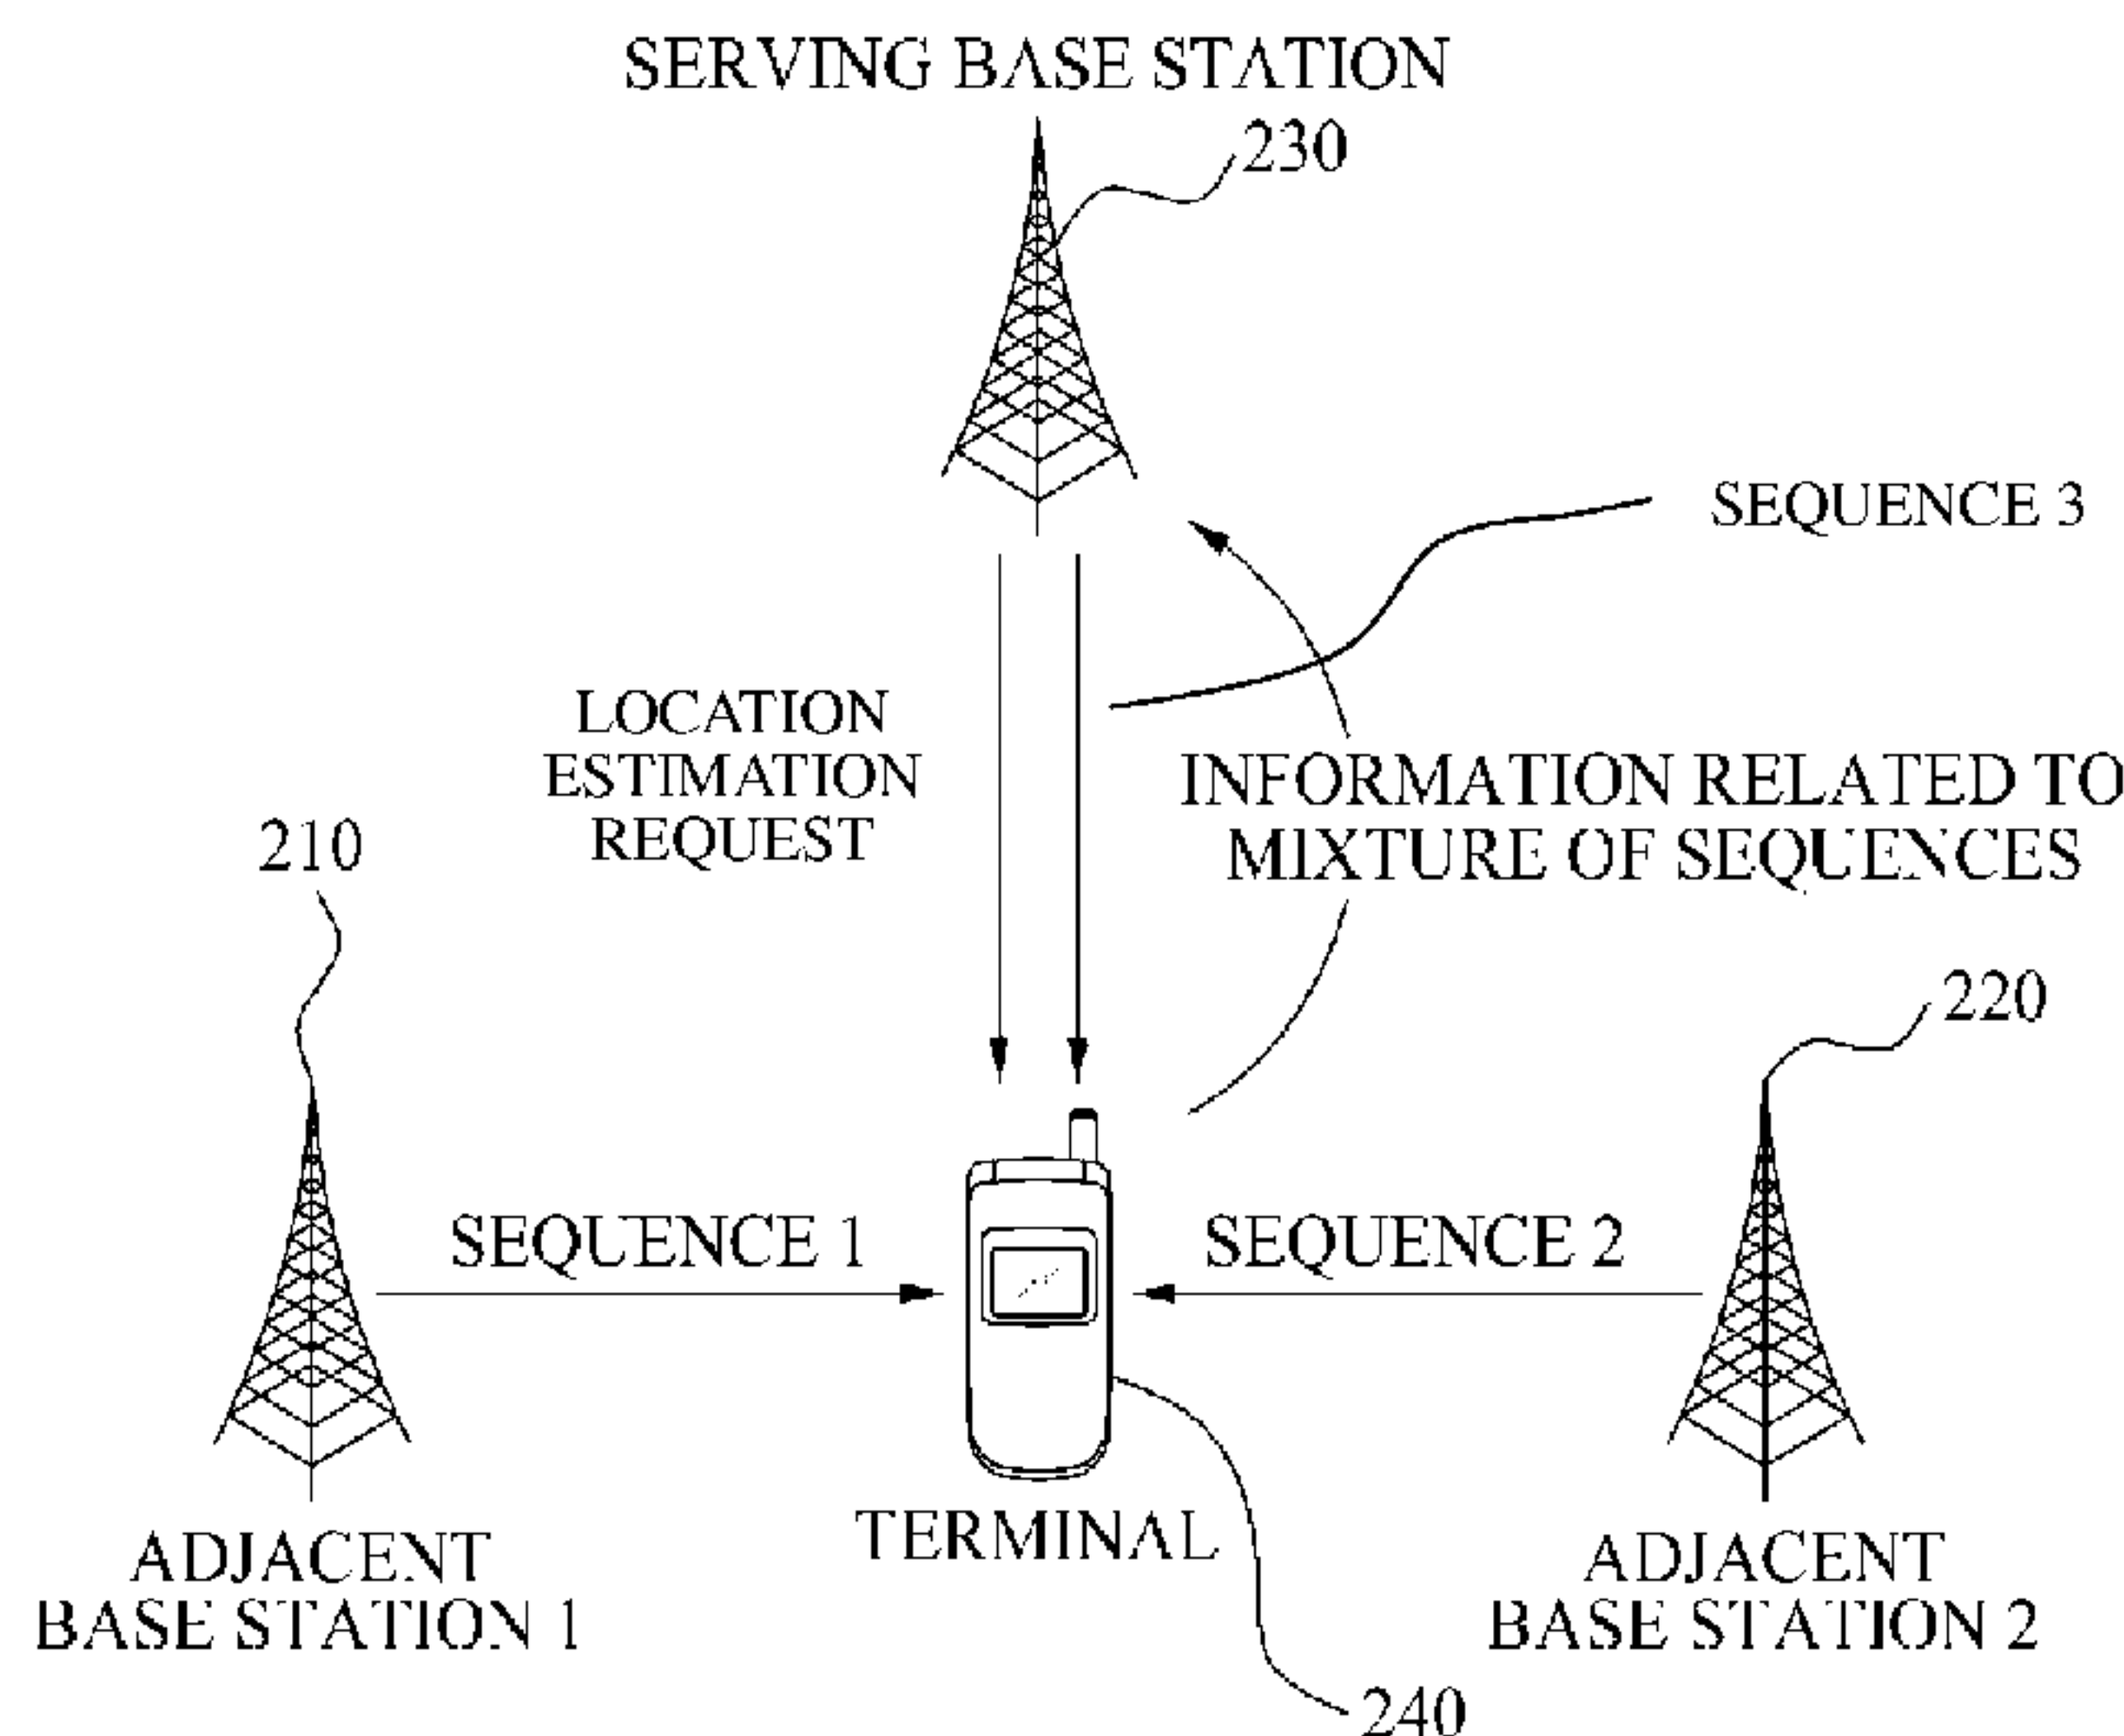 SERVING BASE STATION
230
SEQUENCE 3
LOCATION
ESTIMATION
REQUEST
INFORMATION RELATED TO
MIXTURE OF SEQUENCES
210
220
SEQUENCE 1
SEQUENCE 2
TERMINAL
ADJACENT
BASE STATION 1
ADJACENT
BASE STATION 2
240